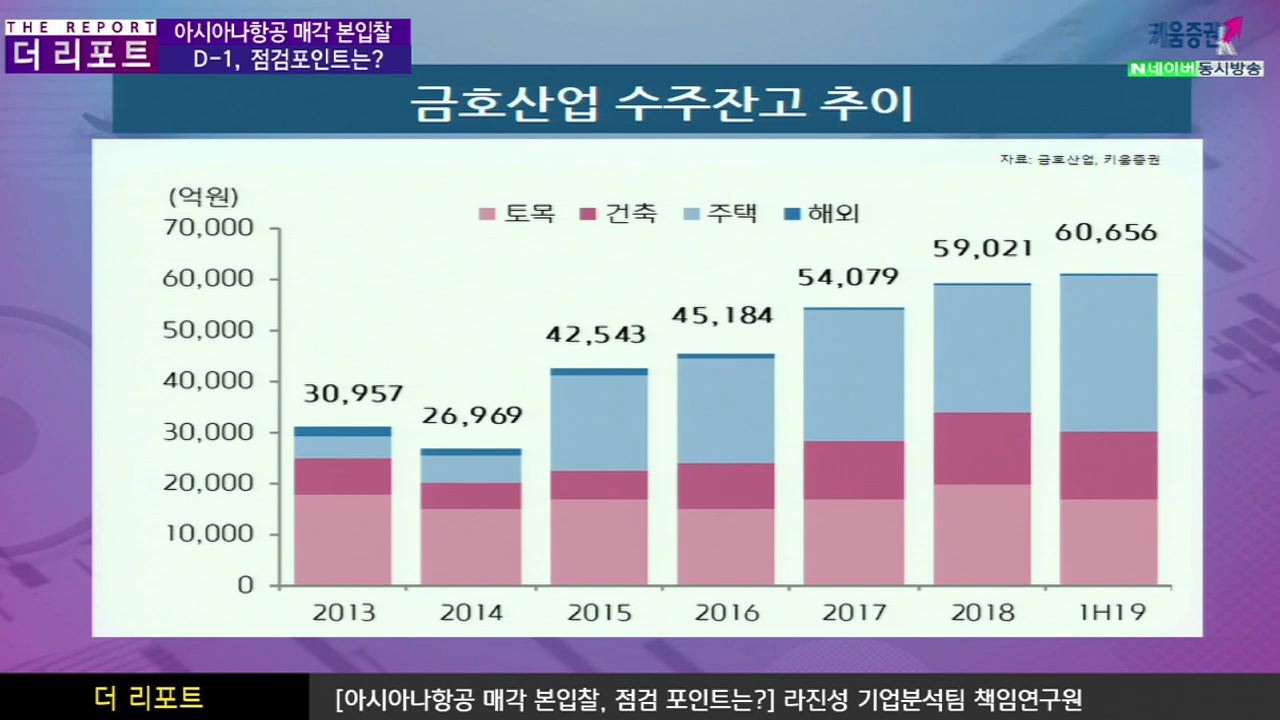 THE REPORT
더 리포트
아시아나항공 매각 본입찰
D-1, 점검포인트는?
키움증권
N 네이버 동시방송
금호산업 수주잔고 추이
자료: 금호산업, 키움증권
(억원)
토목 건축 주택 해외
70,000
60,000
50,000
40,000
30,000
20,000
10,000
0
30,957
26,969
42,543
45,184
54,079
59,021
60,656
2013 2014 2015 2016 2017 2018 1H19
더 리포트
[아시아나항공 매각 본입찰, 점검 포인트는?] 라진성 기업분석팀 책임연구원